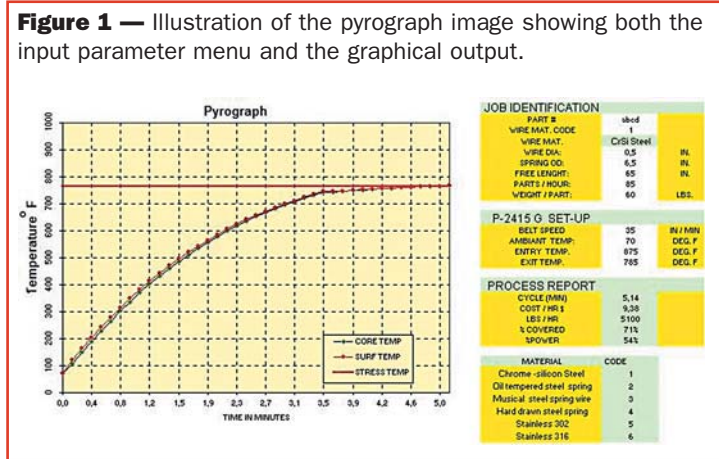 Figure 1 — Illustration of the pyrograph image showing both the
input parameter menu and the graphical output.
Pyrograph
Temperature °F
1000
900
800
700
600
500
400
300
200
100
0
CORE TEMP
SURF TEMP
STRESS TEMP
0,0 0,4 0,8 1,2 1,5 1,9 2,3 2,7 3,1 3,5 3,9 4,2 4,6 5,0
TIME IN MINUTES
JOB IDENTIFICATION
PART # sbcd
WIRE MAT. CODE 1
WIRE MAT. CrSi Steel
WIRE DIA: 0,5 IN.
SPRING OD: 6,5 IN.
FREE LENGHT: 65 IN.
PARTS / HOUR: 85
WEIGHT / PART: 60 LBS.
P-2415 G SET-UP
BELT SPEED 35 IN / MIN
AMBIANT TEMP: 70 DEG. F
ENTRY TEMP. 875 DEG. F
EXIT TEMP. 785 DEG. F
PROCESS REPORT
CYCLE (MIN) 5,14
COST / HR $ 9,38
LBS / HR 5100
% COVERED 71%
%POWER 54%
MATERIAL CODE
Chrome -silicon Steel 1
Oil tempered steel spring 2
Musical steel spring wire 3
Hard drawn steel spring 4
Stainless 302 5
Stainless 316 6